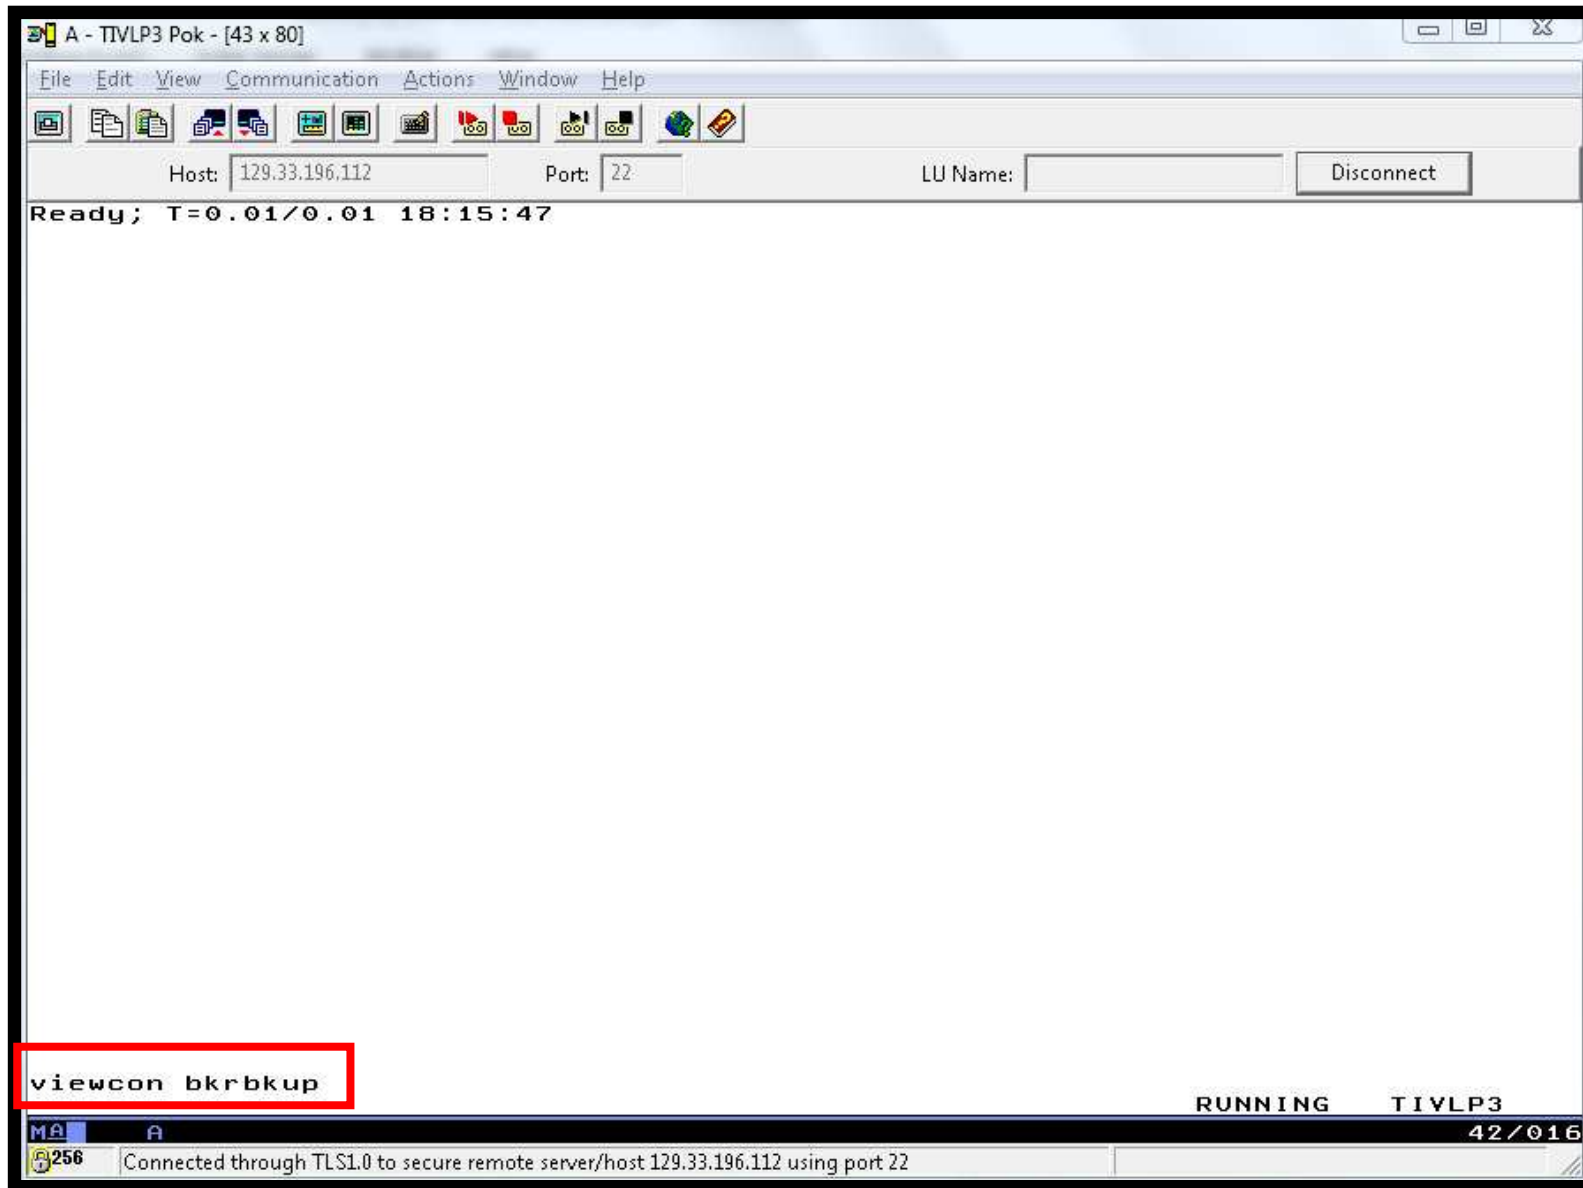 A - TIVLP3 Pok - [43 x 80]
File Edit View Communication Actions Window Help
Host: 129.33.196.112 Port: 22 LU Name: Disconnect
Ready; T=0.01/0.01 18:15:47
viewcon bkrbkup
RUNNING TIVLP3
MA A 42/016
256 Connected through TLS1.0 to secure remote server/host 129.33.196.112 using port 22